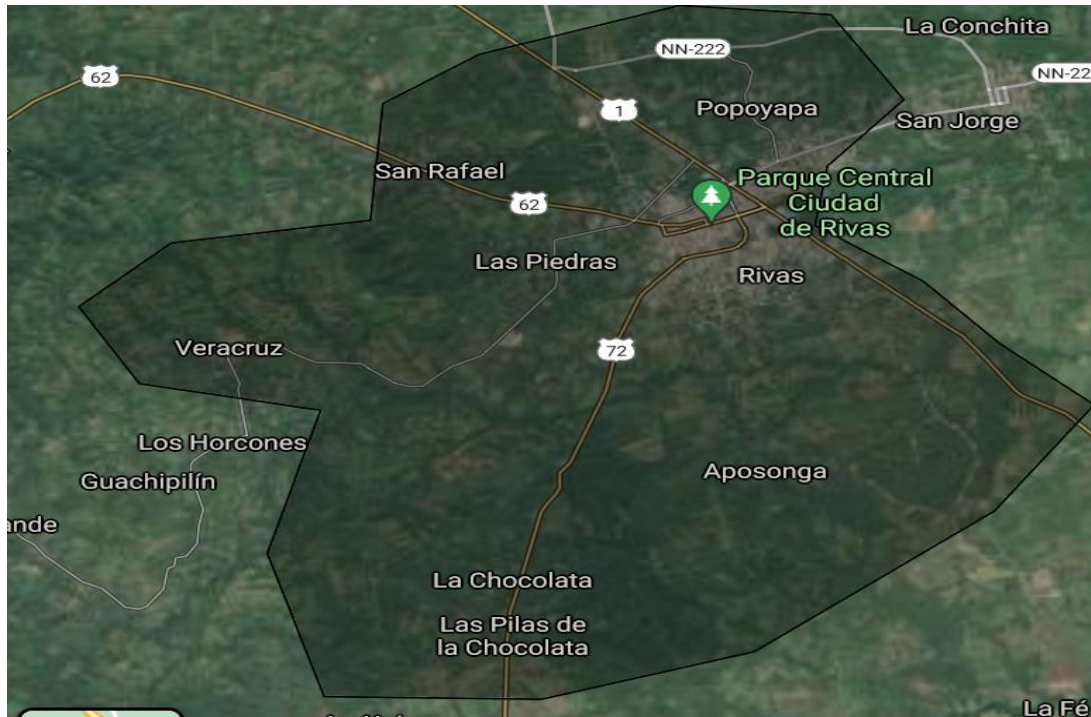 La Conchita
NN-222
62
NN-22
1
Popoyapa
San Jorge
San Rafael
Parque Central
Ciudad
de Rivas
62
Las Piedras
Rivas
Veracruz
72
Los Horcones
Guachipilín
Aposonga
ande
La Chocolata
Las Pilas de
la Chocolata
La Fé